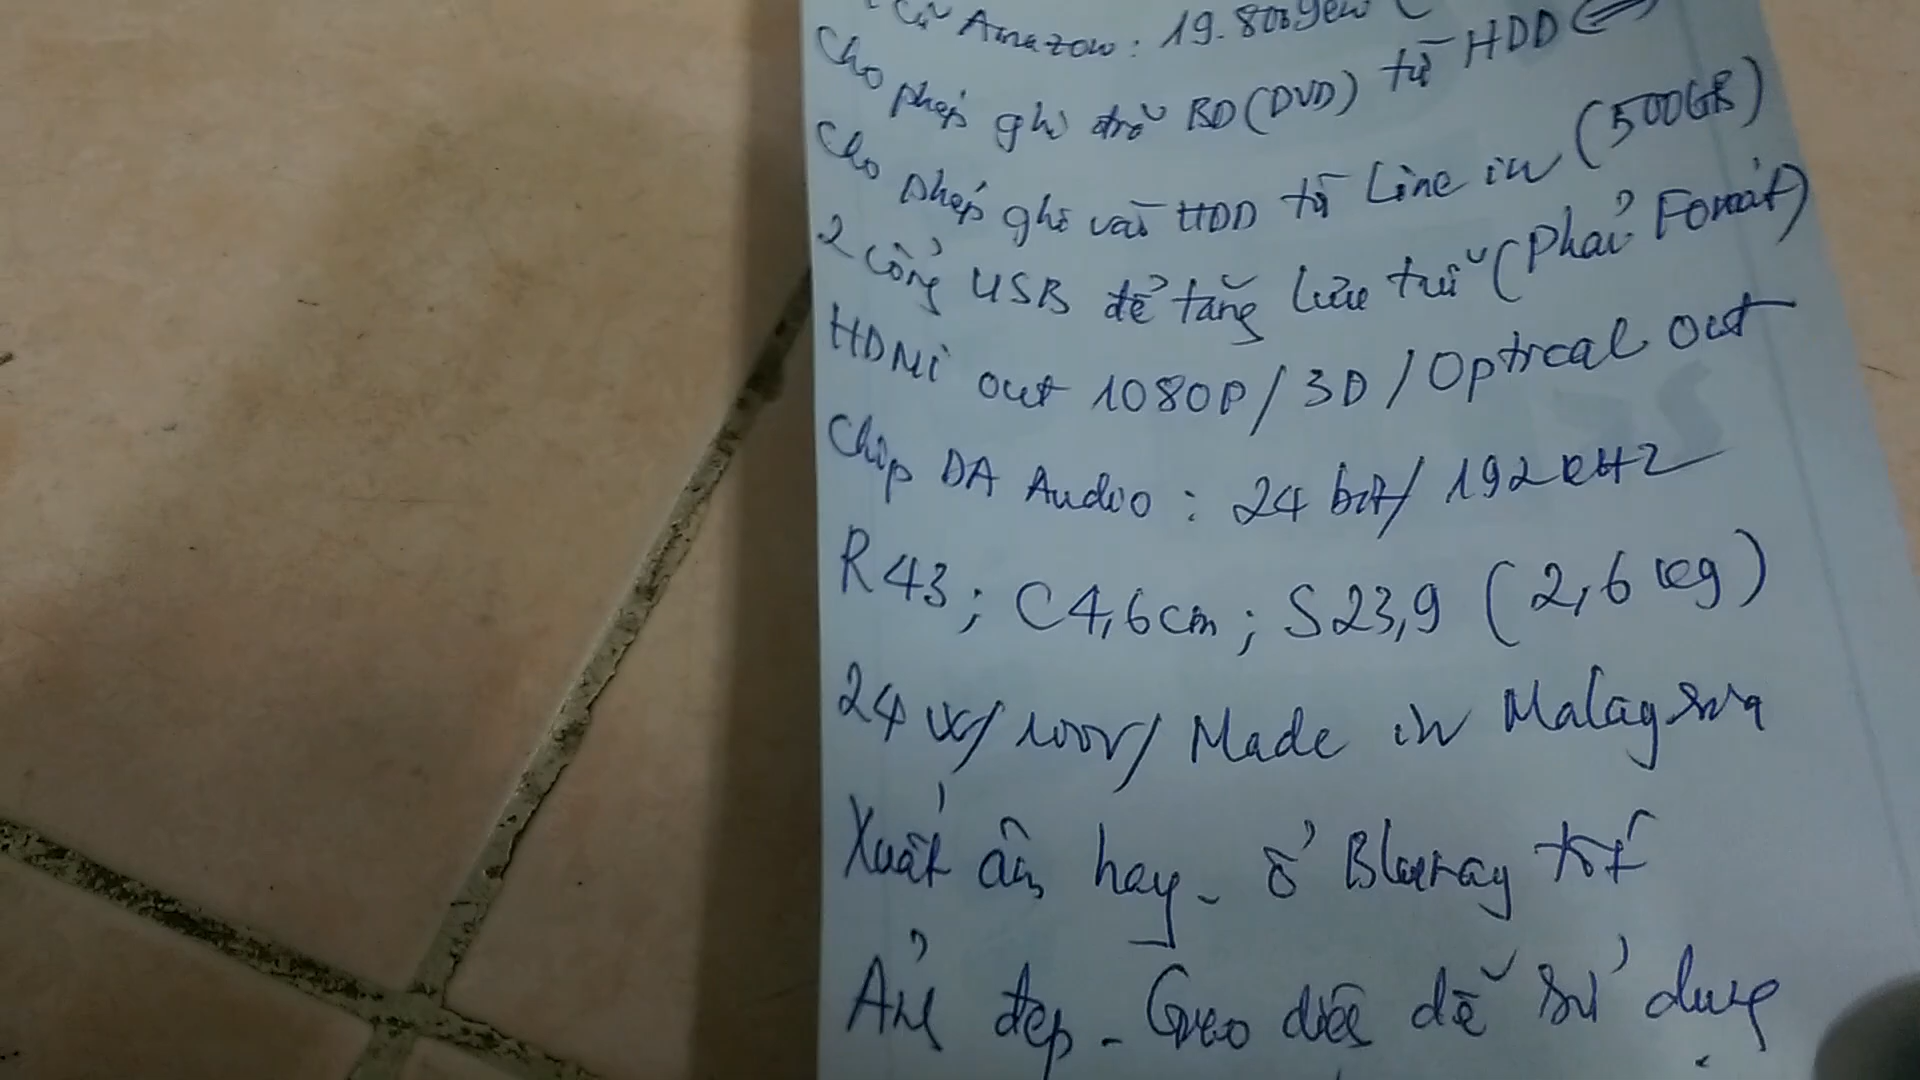 cũ Amazon: 19.800yen (
Cho phép ghi đĩa BD(DVD) từ HDD
Cho phép ghi vào HDD từ Line in (500GB)
2 cổng USB để tăng lưu trữ (Phải Fomat)
HDMI out 1080P/3D/Optical out
Chip DA Audio: 24 bit/192KHZ
R43; C4,6cm; S23,9 (2,6kg)
24W/100V/Made in Malaysia
Xuất âm hay - ổ Bluray tốt
Ảnh đẹp - Giao diện dễ sử dụng